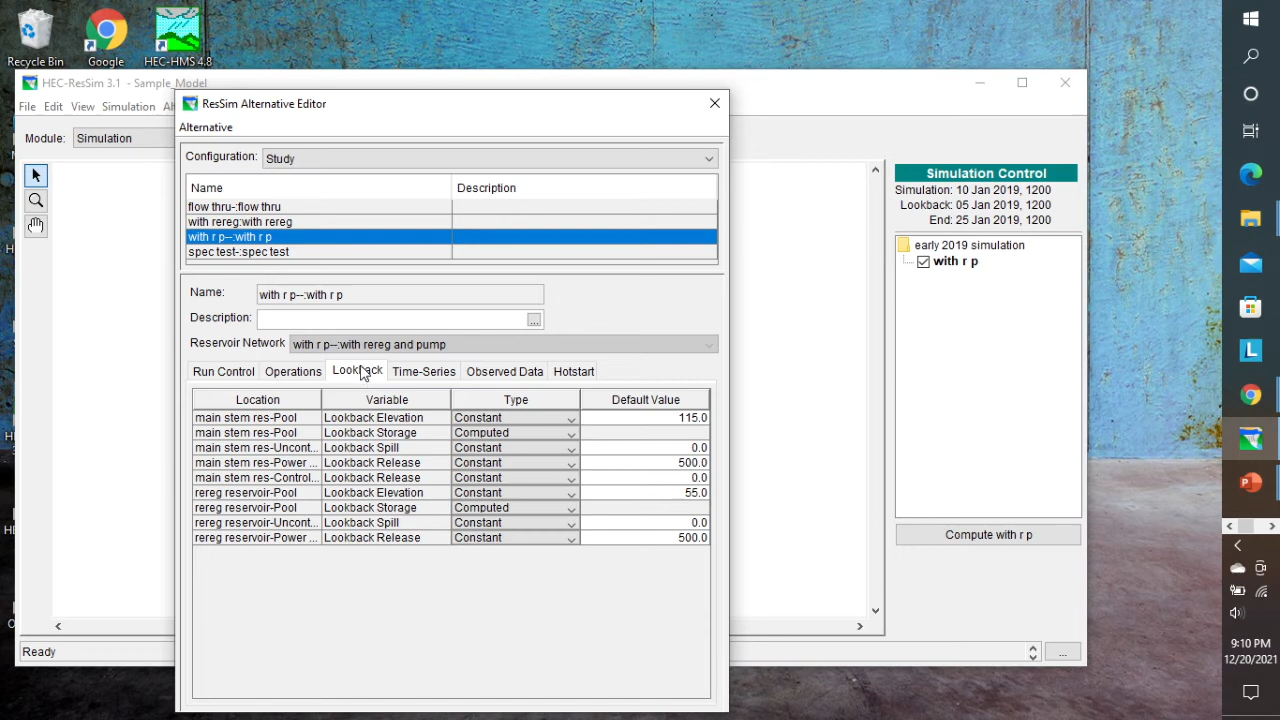 Recycle Bin
Google
HEC-HMS 4.8
HEC-ResSim 3.1 - Sample_Model
File Edit View Simulation
Module: Simulation
ResSim Alternative Editor
Alternative
Configuration: Study
Name Description
flow thru-:flow thru
with rereg:with rereg
with r p--:with r p
spec test-:spec test
Name: with r p--:with r p
Description: ...
Reservoir Network with r p--:with rereg and pump
Run Control Operations Lookback Time-Series Observed Data Hotstart
Location Variable Type Default Value
main stem res-Pool Lookback Elevation Constant 115.0
main stem res-Pool Lookback Storage Computed
main stem res-Uncont... Lookback Spill Constant 0.0
main stem res-Power ... Lookback Release Constant 500.0
main stem res-Control... Lookback Release Constant 0.0
rereg reservoir-Pool Lookback Elevation Constant 55.0
rereg reservoir-Pool Lookback Storage Computed
rereg reservoir-Uncont... Lookback Spill Constant 0.0
rereg reservoir-Power ... Lookback Release Constant 500.0
Simulation Control
Simulation: 10 Jan 2019, 1200
Lookback: 05 Jan 2019, 1200
End: 25 Jan 2019, 1200
early 2019 simulation
with r p
Compute with r p
Ready
...
L
9:10 PM
12/20/2021